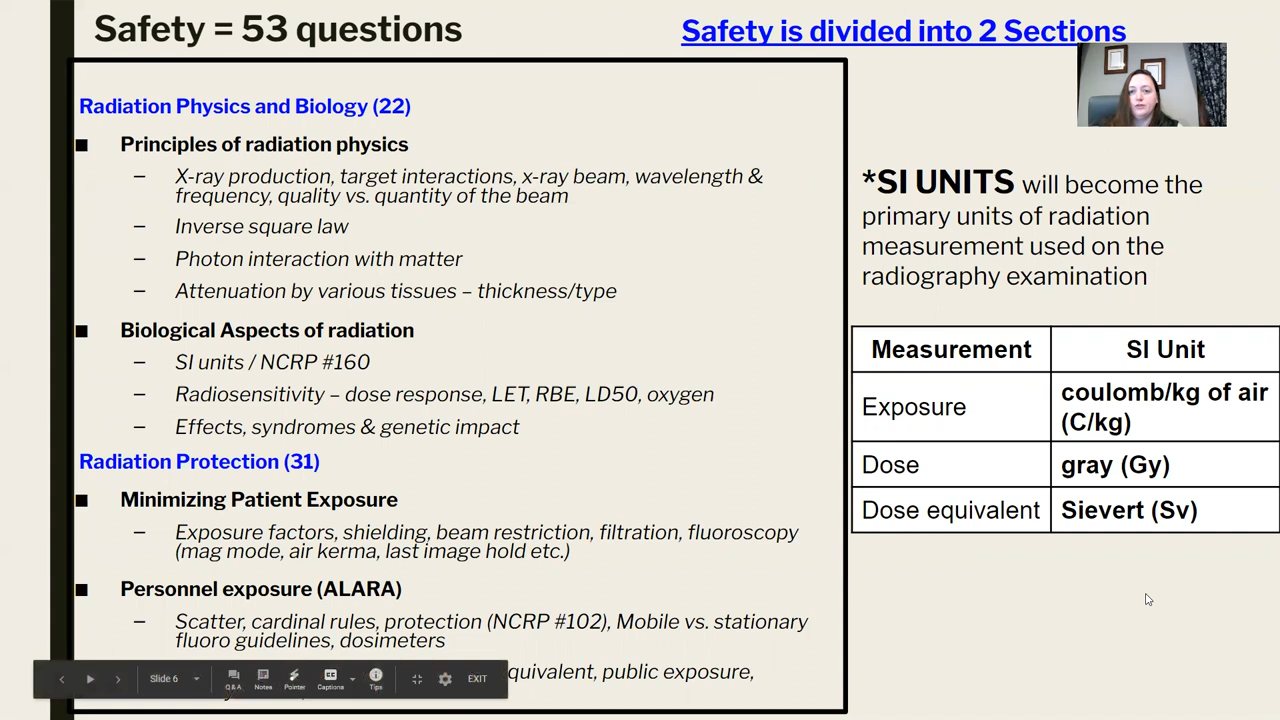 Safety = 53 questions
Safety is divided into 2 Sections
Radiation Physics and Biology (22)
■ Principles of radiation physics
– X-ray production, target interactions, x-ray beam, wavelength &
frequency, quality vs. quantity of the beam
– Inverse square law
– Photon interaction with matter
– Attenuation by various tissues – thickness/type
■ Biological Aspects of radiation
– SI units / NCRP #160
– Radiosensitivity – dose response, LET, RBE, LD50, oxygen
– Effects, syndromes & genetic impact
Radiation Protection (31)
■ Minimizing Patient Exposure
– Exposure factors, shielding, beam restriction, filtration, fluoroscopy
(mag mode, air kerma, last image hold etc.)
■ Personnel exposure (ALARA)
– Scatter, cardinal rules, protection (NCRP #102), Mobile vs. stationary
fluoro guidelines, dosimeters
public exposure,
*SI UNITS will become the
primary units of radiation
measurement used on the
radiography examination
Measurement SI Unit
Exposure coulomb/kg of air
(C/kg)
Dose gray (Gy)
Dose equivalent Sievert (Sv)
Slide 6 Q&A Notes Pointer Captions Tips EXIT